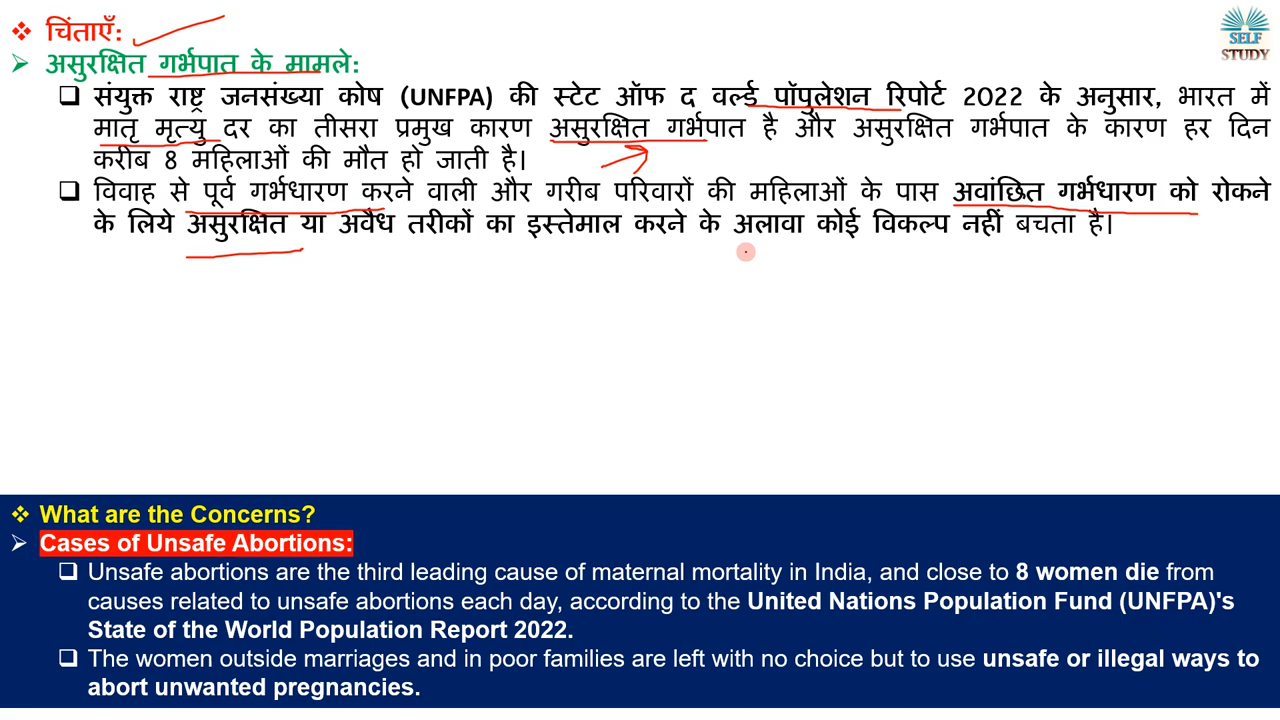 ❖ चिंताएँ:
SELF
STUDY
➢ असुरक्षित गर्भपात के मामले:
❑ संयुक्त राष्ट्र जनसंख्या कोष (UNFPA) की स्टेट ऑफ द वर्ल्ड पॉपुलेशन रिपोर्ट 2022 के अनुसार, भारत में
मातृ मृत्यु दर का तीसरा प्रमुख कारण असुरक्षित गर्भपात है और असुरक्षित गर्भपात के कारण हर दिन
करीब 8 महिलाओं की मौत हो जाती है।
❑ विवाह से पूर्व गर्भधारण करने वाली और गरीब परिवारों की महिलाओं के पास अवांछित गर्भधारण को रोकने
के लिये असुरक्षित या अवैध तरीकों का इस्तेमाल करने के अलावा कोई विकल्प नहीं बचता है।
❖ What are the Concerns?
➢ Cases of Unsafe Abortions:
❑ Unsafe abortions are the third leading cause of maternal mortality in India, and close to 8 women die from
causes related to unsafe abortions each day, according to the United Nations Population Fund (UNFPA)'s
State of the World Population Report 2022.
❑ The women outside marriages and in poor families are left with no choice but to use unsafe or illegal ways to
abort unwanted pregnancies.